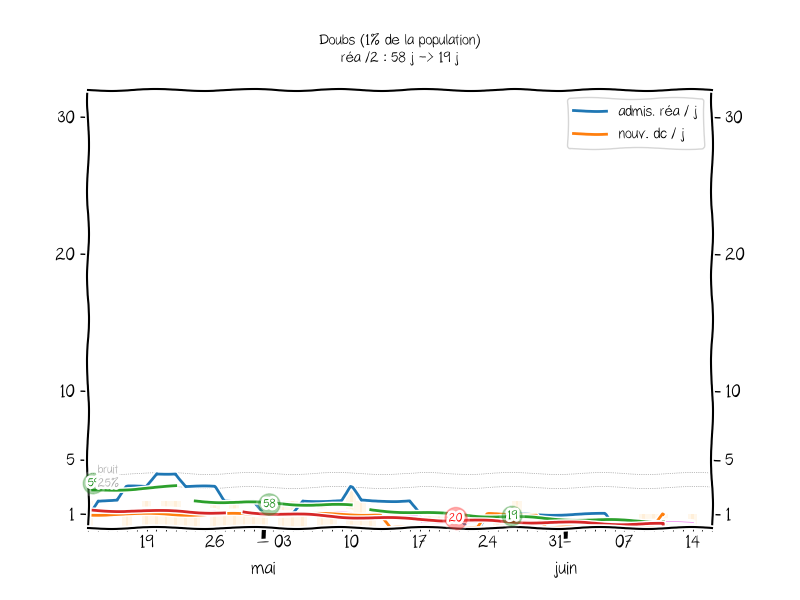 Doubs (1% de la population)
réa /2 : 58 j -> 19 j
30 30
admis. réa / j
nouv. dc / j
20 20
10 10
5 5
bruit
25%
58
20
19
1 1
19 26 03 10 17 24 31 07 14
mai juin